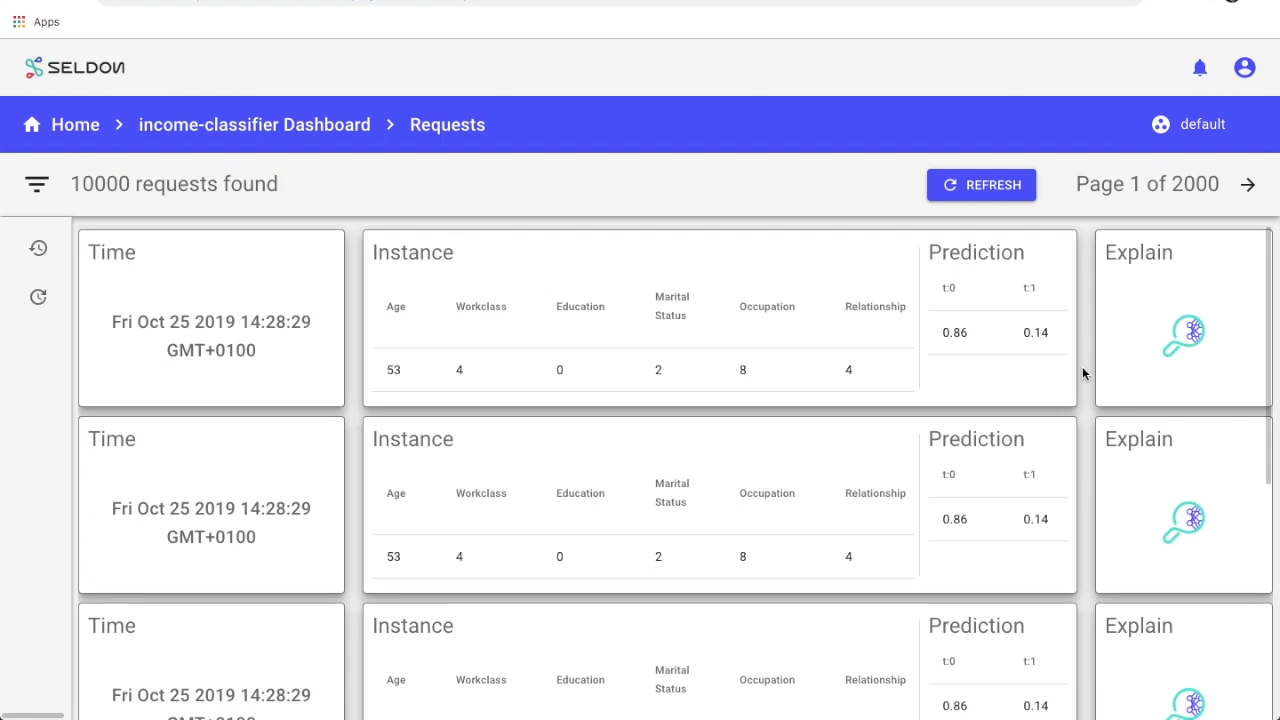 Apps
SELDON
Home > income-classifier Dashboard > Requests
default
10000 requests found
REFRESH
Page 1 of 2000
Time
Fri Oct 25 2019 14:28:29
GMT+0100
Instance
Age Workclass Education Marital Status Occupation Relationship
53 4 0 2 8 4
Prediction
t:0 t:1
0.86 0.14
Explain
Time
Fri Oct 25 2019 14:28:29
GMT+0100
Instance
Age Workclass Education Marital Status Occupation Relationship
53 4 0 2 8 4
Prediction
t:0 t:1
0.86 0.14
Explain
Time
Fri Oct 25 2019 14:28:29
Instance
Age Workclass Education Marital Status Occupation Relationship
Prediction
t:0 t:1
0.86 0.14
Explain